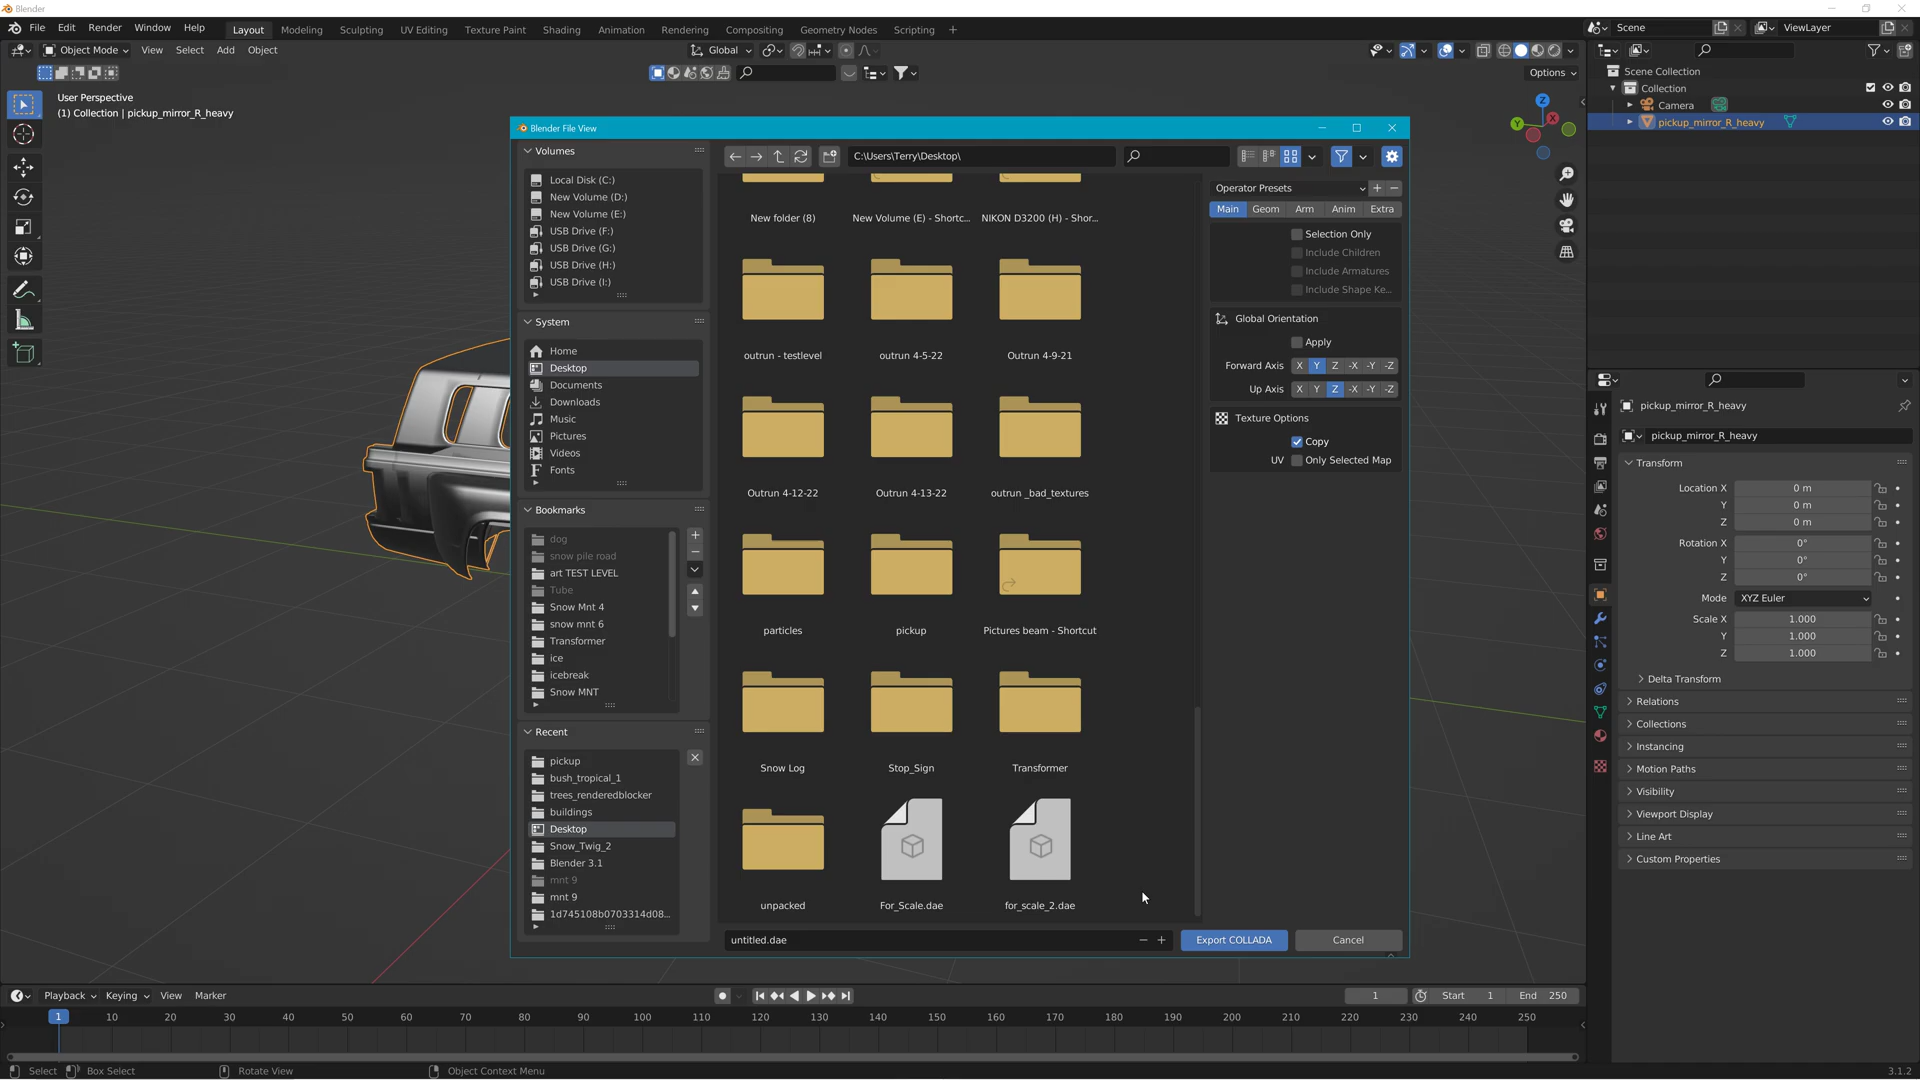 Blender
File Edit Render Window Help Layout Modeling Sculpting UV Editing Texture Paint Shading Animation Rendering Compositing Geometry Nodes Scripting + Scene ViewLayer
Object Mode View Select Add Object Global
Options
User Perspective
(1) Collection | pickup_mirror_R_heavy
X
Y
Z
Blender File View
Volumes
Local Disk (C:)
New Volume (D:)
New Volume (E:)
USB Drive (F:)
USB Drive (G:)
USB Drive (H:)
USB Drive (I:)
System
Home
Desktop
Documents
Downloads
Music
Pictures
Videos
Fonts
Bookmarks
dog
snow pile road
art TEST LEVEL
Tube
Snow Mnt 4
snow mnt 6
Transformer
ice
icebreak
Snow MNT
Recent
pickup
bush_tropical_1
trees_renderedblocker
buildings
Desktop
Snow_Twig_2
Blender 3.1
mnt 9
mnt 9
1d745108b0703314d08...
C:\Users\Terry\Desktop\
New folder (8) New Volume (E) - Shortc... NIKON D3200 (H) - Shor...
outrun - testlevel outrun 4-5-22 Outrun 4-9-21
Outrun 4-12-22 Outrun 4-13-22 outrun _bad_textures
particles pickup Pictures beam - Shortcut
Snow Log Stop_Sign Transformer
unpacked For_Scale.dae for_scale_2.dae
untitled.dae − + Export COLLADA Cancel
Operator Presets + −
Main Geom Arm Anim Extra
Selection Only
Include Children
Include Armatures
Include Shape Ke...
Global Orientation
Apply
Forward Axis X Y Z -X -Y -Z
Up Axis X Y Z -X -Y -Z
Texture Options
Copy
UV Only Selected Map
Scene Collection
Collection
Camera
pickup_mirror_R_heavy
pickup_mirror_R_heavy
pickup_mirror_R_heavy
Transform
Location X 0 m
Y 0 m
Z 0 m
Rotation X 0°
Y 0°
Z 0°
Mode XYZ Euler
Scale X 1.000
Y 1.000
Z 1.000
Delta Transform
Relations
Collections
Instancing
Motion Paths
Visibility
Viewport Display
Line Art
Custom Properties
Playback Keying View Marker 1 Start 1 End 250
1 10 20 30 40 50 60 70 80 90 100 110 120 130 140 150 160 170 180 190 200 210 220 230 240 250
Select Box Select Rotate View Object Context Menu 3.1.2